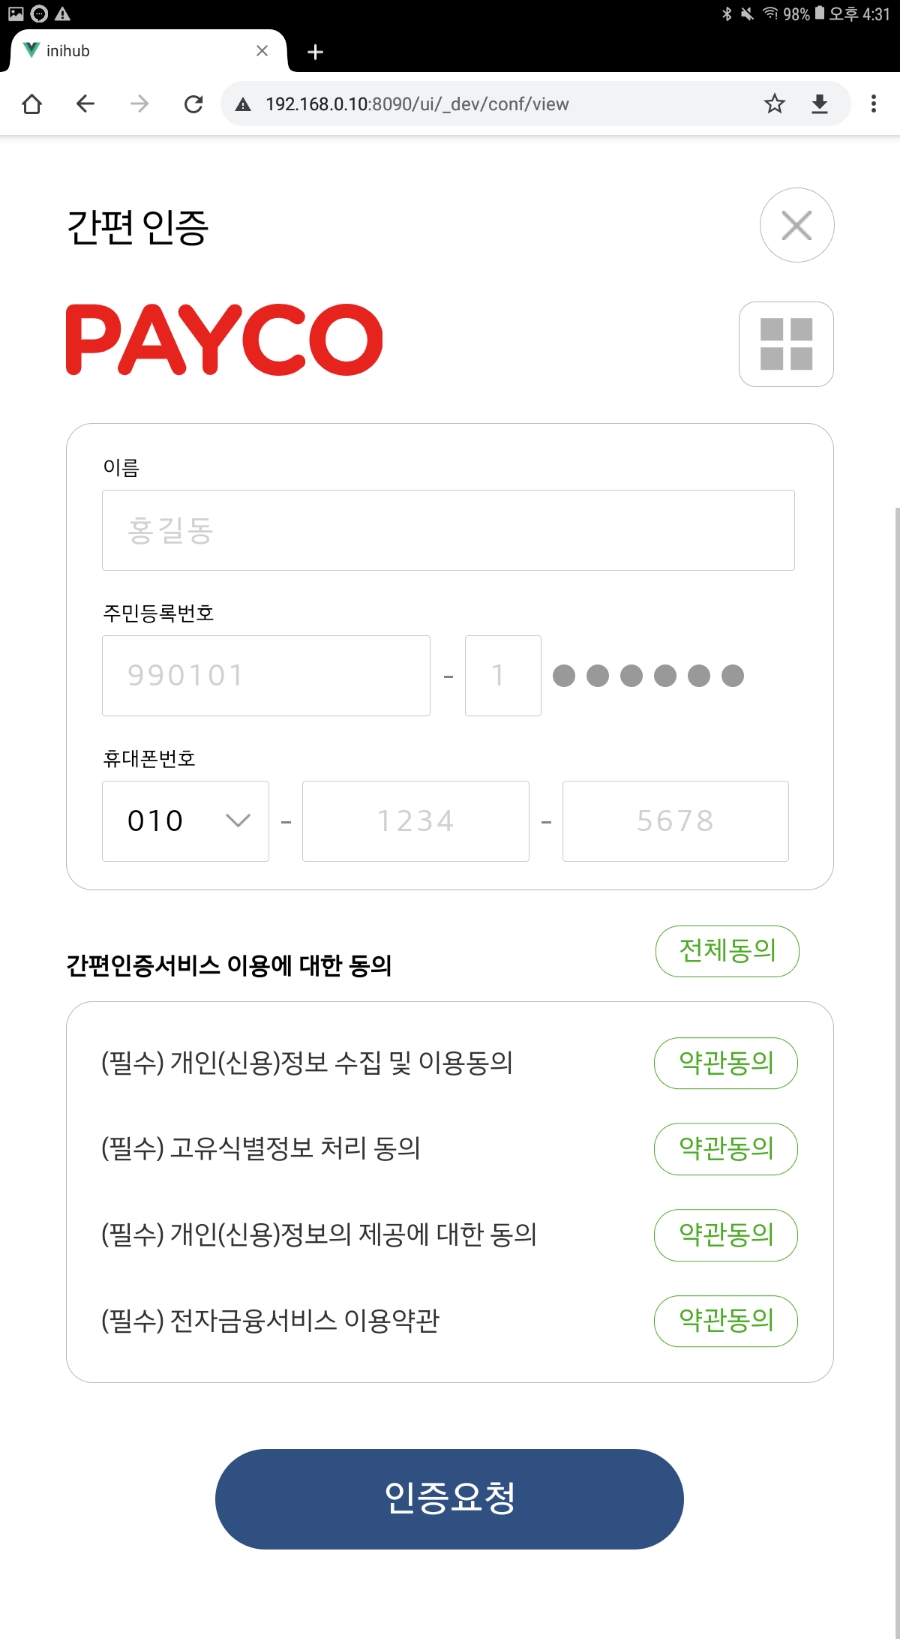 98% 오후 4:31
inihub
192.168.0.10:8090/ui/_dev/conf/view
간편 인증
PAYCO
이름
홍길동
주민등록번호
990101 - 1 ●●●●●●
휴대폰번호
010 - 1234 - 5678
간편인증서비스 이용에 대한 동의 전체동의
(필수) 개인(신용)정보 수집 및 이용동의 약관동의
(필수) 고유식별정보 처리 동의 약관동의
(필수) 개인(신용)정보의 제공에 대한 동의 약관동의
(필수) 전자금융서비스 이용약관 약관동의
인증요청